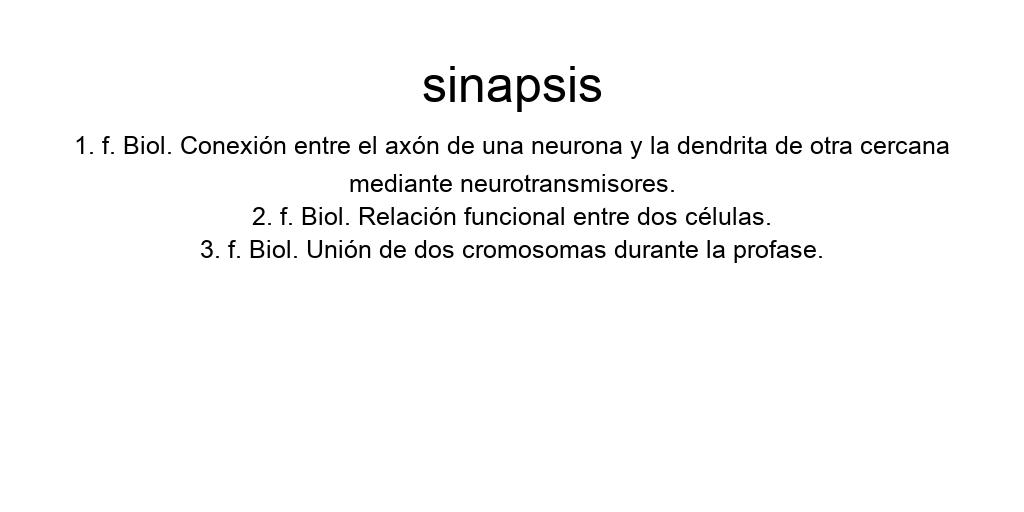 sinapsis
1. f. Biol. Conexión entre el axón de una neurona y la dendrita de otra cercana
mediante neurotransmisores.
2. f. Biol. Relación funcional entre dos células.
3. f. Biol. Unión de dos cromosomas durante la profase.